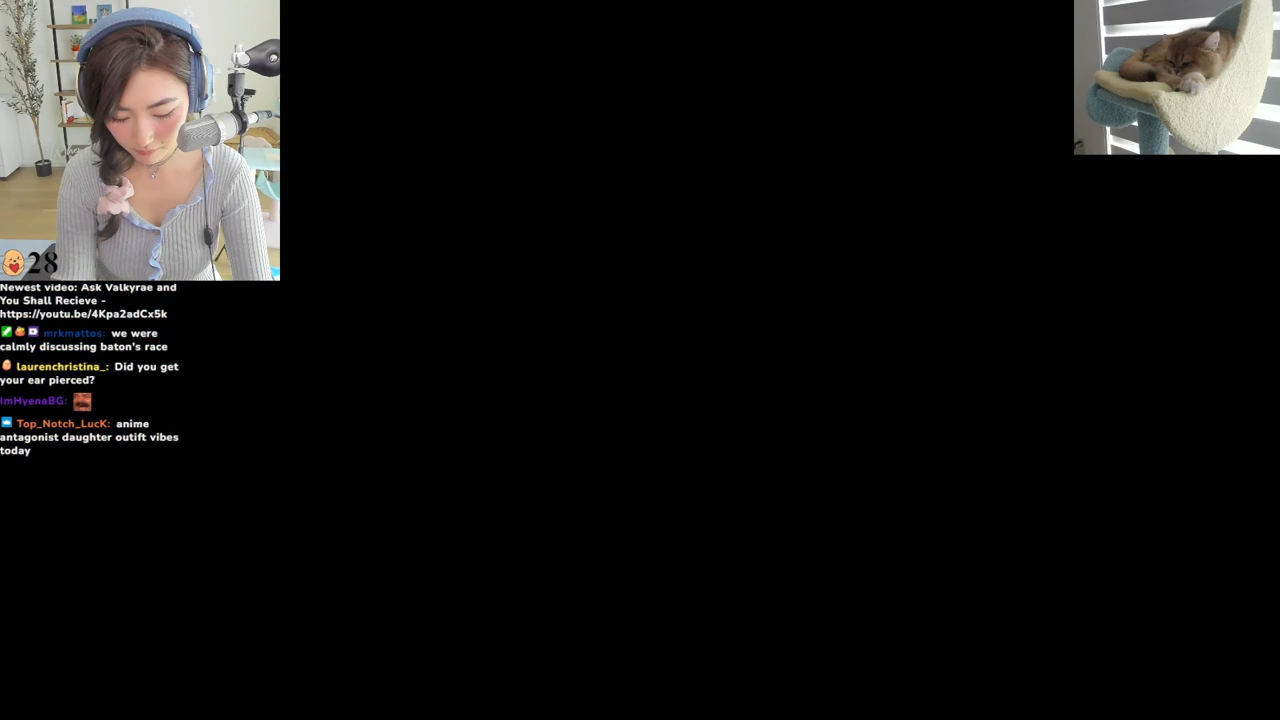 28
Newest video: Ask Valkyrae and
You Shall Recieve -
https://youtu.be/4Kpa2adCx5k
mrkmattos: we were
calmly discussing baton's race
laurenchristina_: Did you get
your ear pierced?
ImHyenaBG:
Top_Notch_LucK: anime
antagonist daughter outift vibes
today